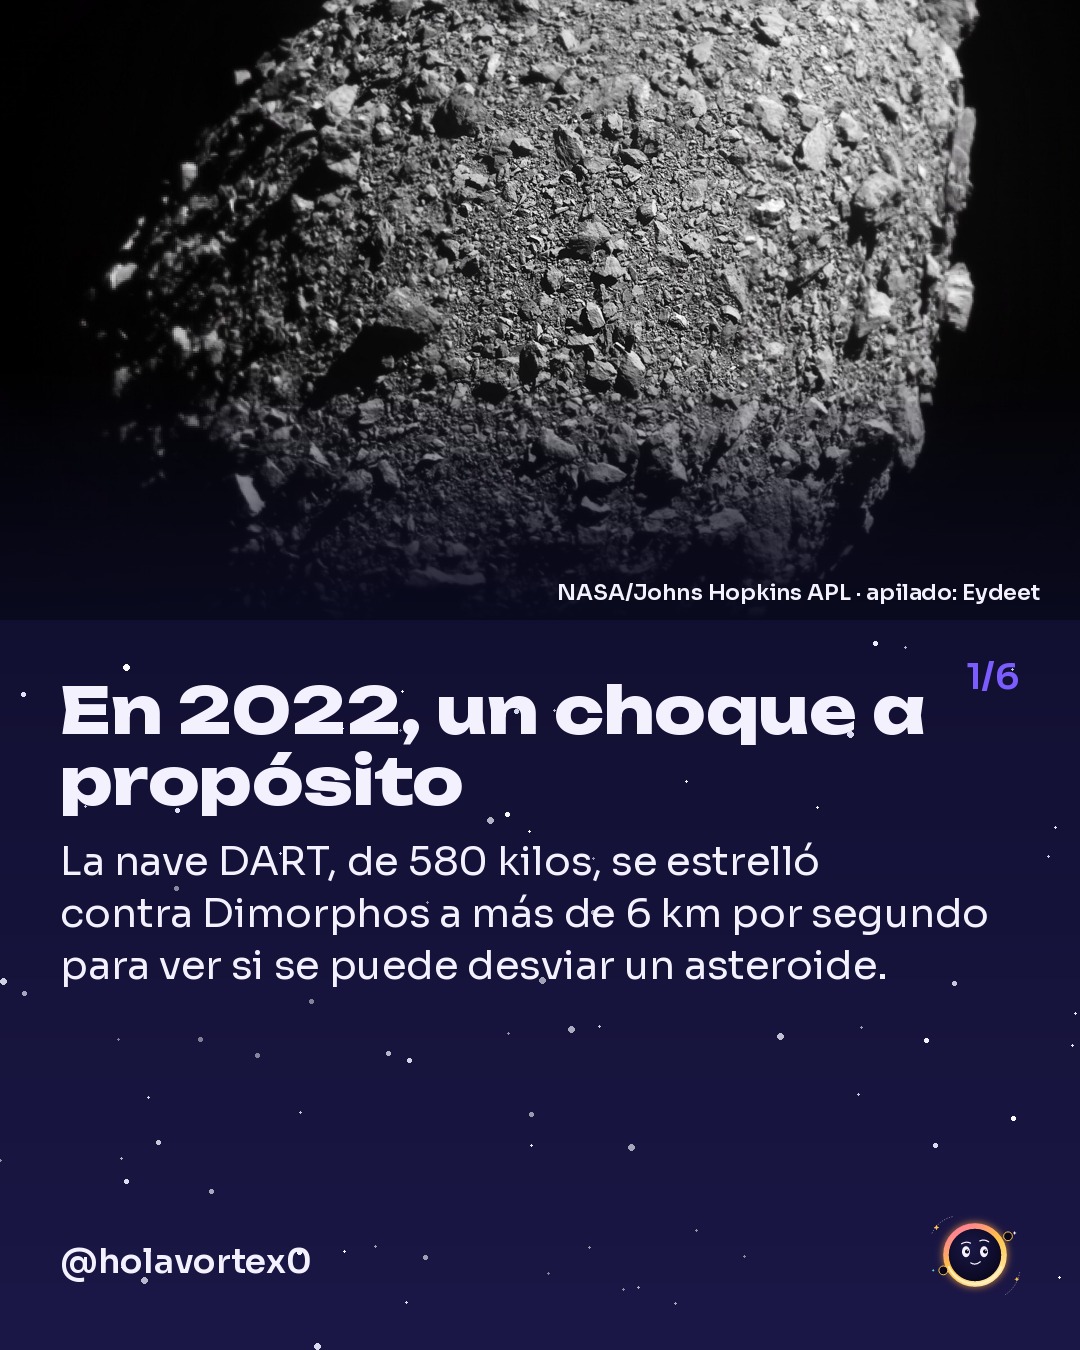 NASA/Johns Hopkins APL · apilado: Eydeet
1/6
En 2022, un choque a
propósito
La nave DART, de 580 kilos, se estrelló
contra Dimorphos a más de 6 km por segundo
para ver si se puede desviar un asteroide.
@holavortex0